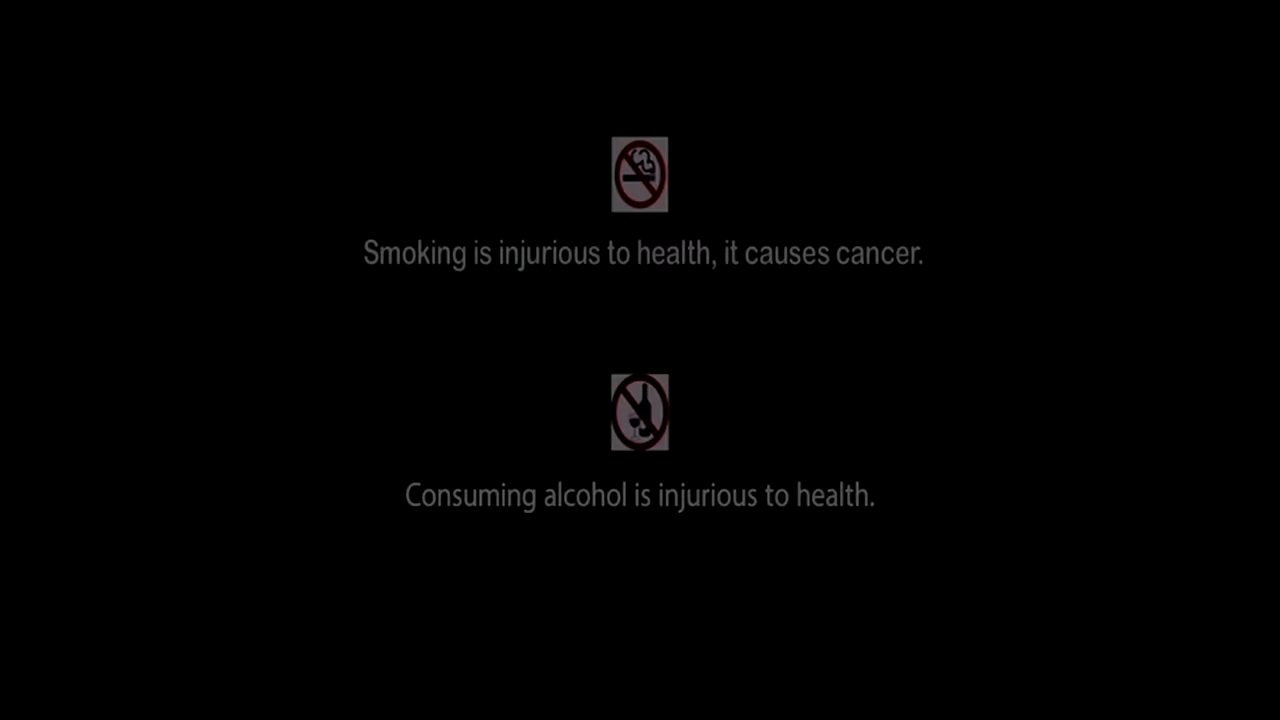 Smoking is injurious to health, it causes cancer.
Consuming alcohol is injurious to health.